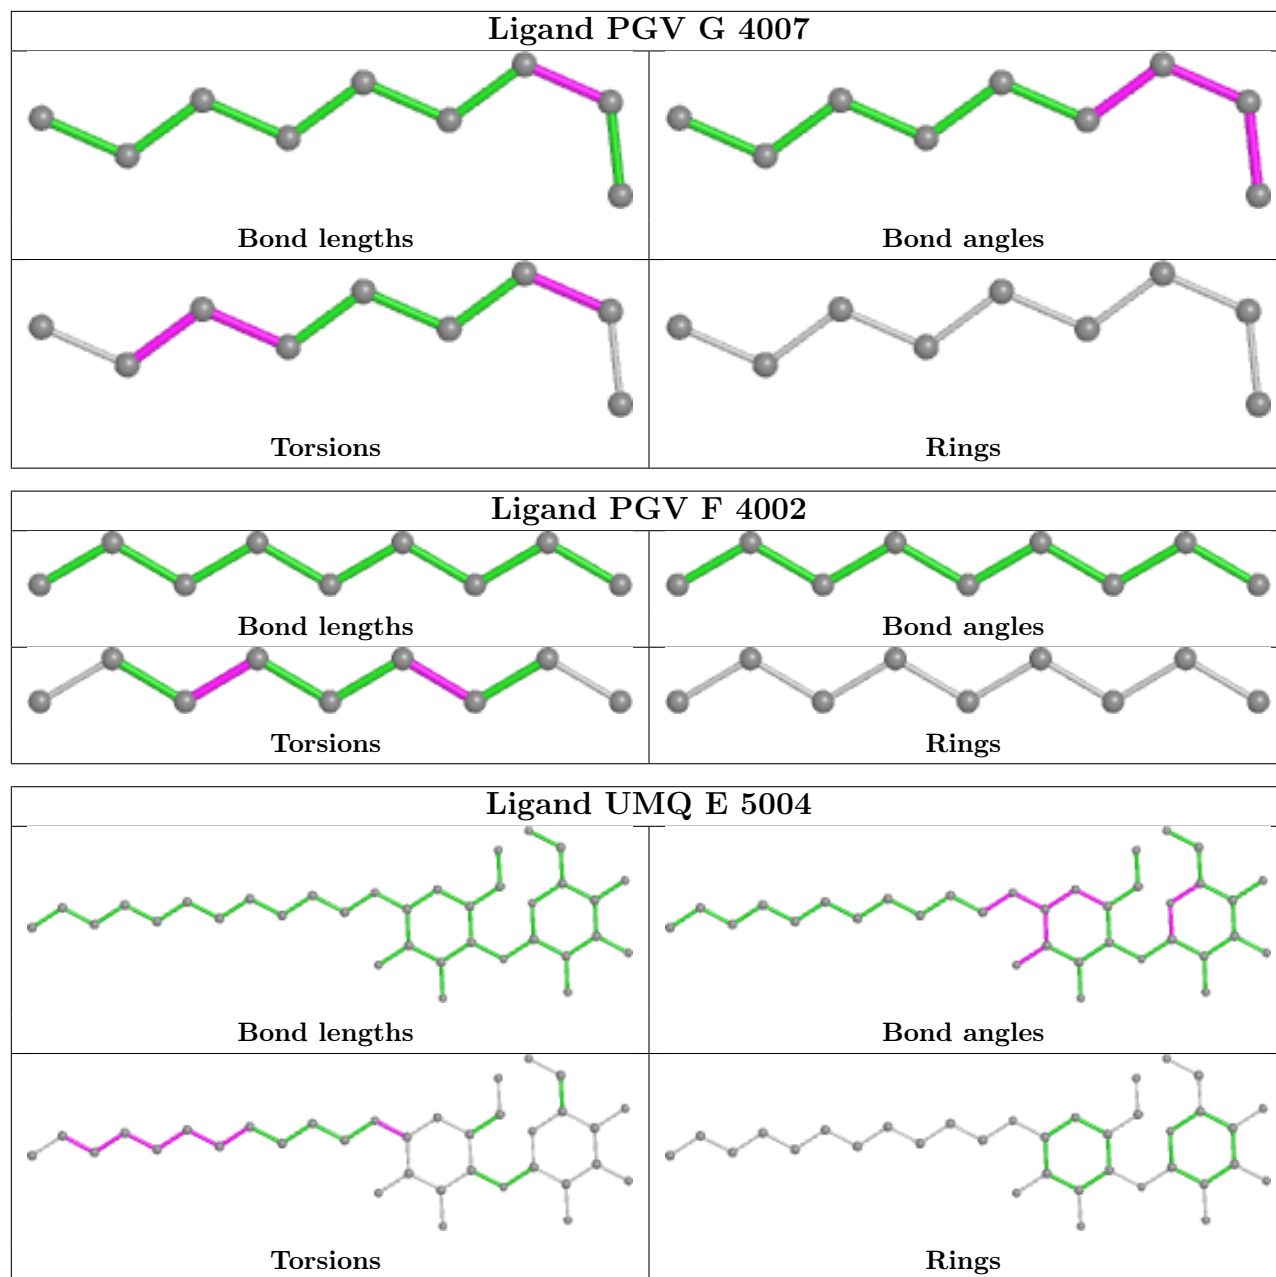 Ligand PGV G 4007
Bond lengths
Bond angles
Torsions
Rings
Ligand PGV F 4002
Bond lengths
Bond angles
Torsions
Rings
Ligand UMQ E 5004
Bond lengths
Bond angles
Torsions
Rings